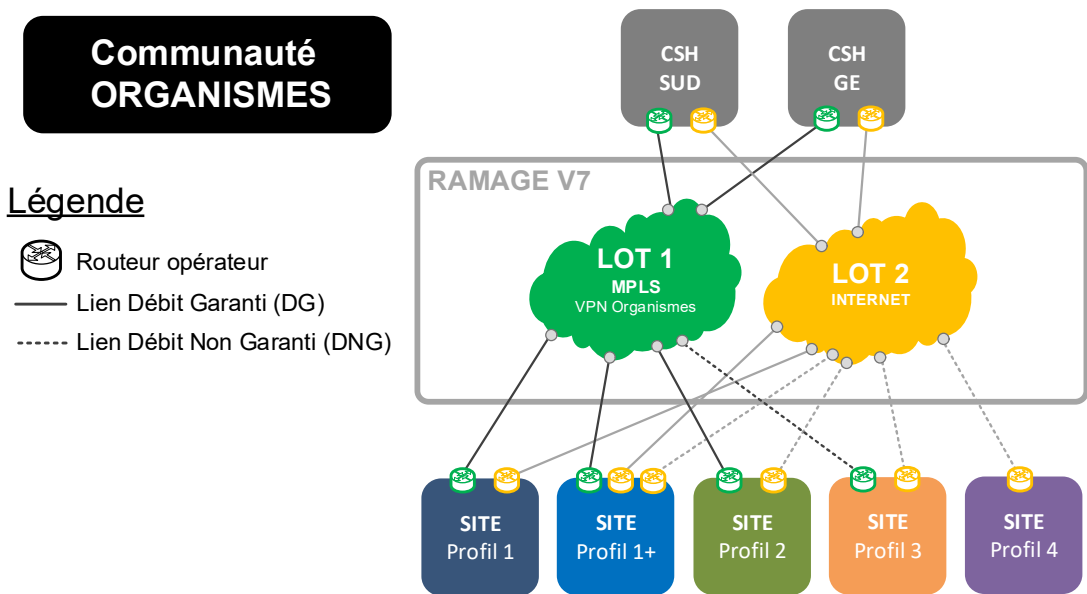 Communauté
ORGANISMES
Légende
Routeur opérateur
Lien Débit Garanti (DG)
Lien Débit Non Garanti (DNG)
CSH
SUD
CSH
GE
RAMAGE V7
LOT 1
MPLS
VPN Organismes
LOT 2
INTERNET
SITE
Profil 1
SITE
Profil 1+
SITE
Profil 2
SITE
Profil 3
SITE
Profil 4